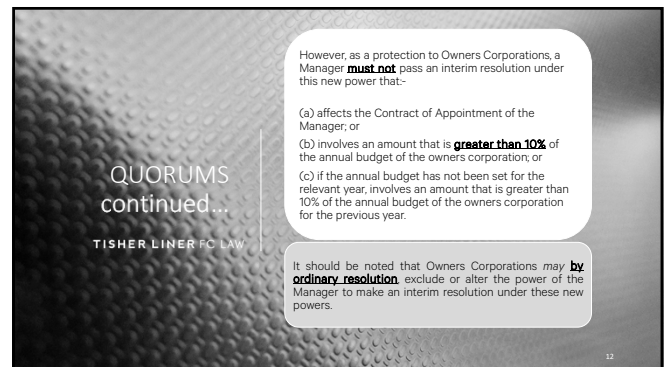 QUORUMS
continued...
TISHER LINER FC LAW
However, as a protection to Owners Corporations, a
Manager must not pass an interim resolution under
this new power that:-
(a) affects the Contract of Appointment of the
Manager; or
(b) involves an amount that is greater than 10% of
the annual budget of the owners corporation; or
(c) if the annual budget has not been set for the
relevant year, involves an amount that is greater than
10% of the annual budget of the owners corporation
for the previous year.
It should be noted that Owners Corporations may by
ordinary resolution, exclude or alter the power of the
Manager to make an interim resolution under these new
powers.
12